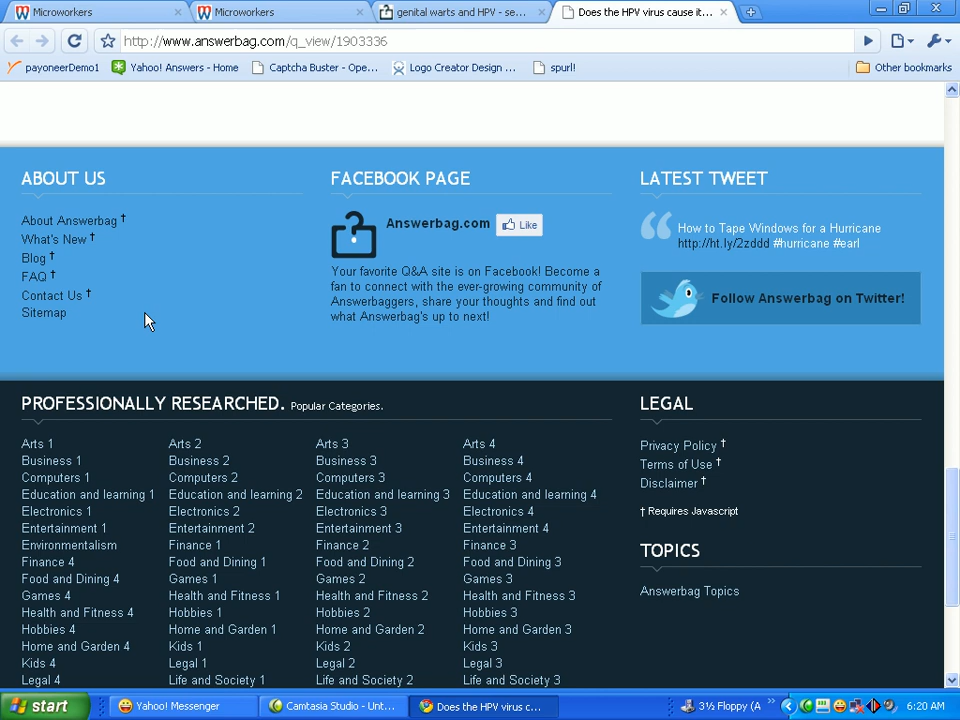 Microworkers
Microworkers
genital warts and HPV - se...
Does the HPV virus cause it...
http://www.answerbag.com/q_view/1903336
payoneerDemo1
Yahoo! Answers - Home
Captcha Buster - Ope...
Logo Creator Design ...
spurl!
Other bookmarks
ABOUT US
About Answerbag †
What's New †
Blog †
FAQ †
Contact Us †
Sitemap
FACEBOOK PAGE
Answerbag.com
Like
Your favorite Q&A site is on Facebook! Become a
fan to connect with the ever-growing community of
Answerbaggers, share your thoughts and find out
what Answerbag's up to next!
LATEST TWEET
How to Tape Windows for a Hurricane
http://ht.ly/2zddd #hurricane #earl
Follow Answerbag on Twitter!
PROFESSIONALLY RESEARCHED. Popular Categories.
Arts 1
Business 1
Computers 1
Education and learning 1
Electronics 1
Entertainment 1
Environmentalism
Finance 4
Food and Dining 4
Games 4
Health and Fitness 4
Hobbies 4
Home and Garden 4
Kids 4
Legal 4
Arts 2
Business 2
Computers 2
Education and learning 2
Electronics 2
Entertainment 2
Finance 1
Food and Dining 1
Games 1
Health and Fitness 1
Hobbies 1
Home and Garden 1
Kids 1
Legal 1
Life and Society 1
Arts 3
Business 3
Computers 3
Education and learning 3
Electronics 3
Entertainment 3
Finance 2
Food and Dining 2
Games 2
Health and Fitness 2
Hobbies 2
Home and Garden 2
Kids 2
Legal 2
Life and Society 2
Arts 4
Business 4
Computers 4
Education and learning 4
Electronics 4
Entertainment 4
Finance 3
Food and Dining 3
Games 3
Health and Fitness 3
Hobbies 3
Home and Garden 3
Kids 3
Legal 3
Life and Society 3
LEGAL
Privacy Policy †
Terms of Use †
Disclaimer †
† Requires Javascript
TOPICS
Answerbag Topics
start
Yahoo! Messenger
Camtasia Studio - Unt...
Does the HPV virus c...
3½ Floppy (A
6:20 AM